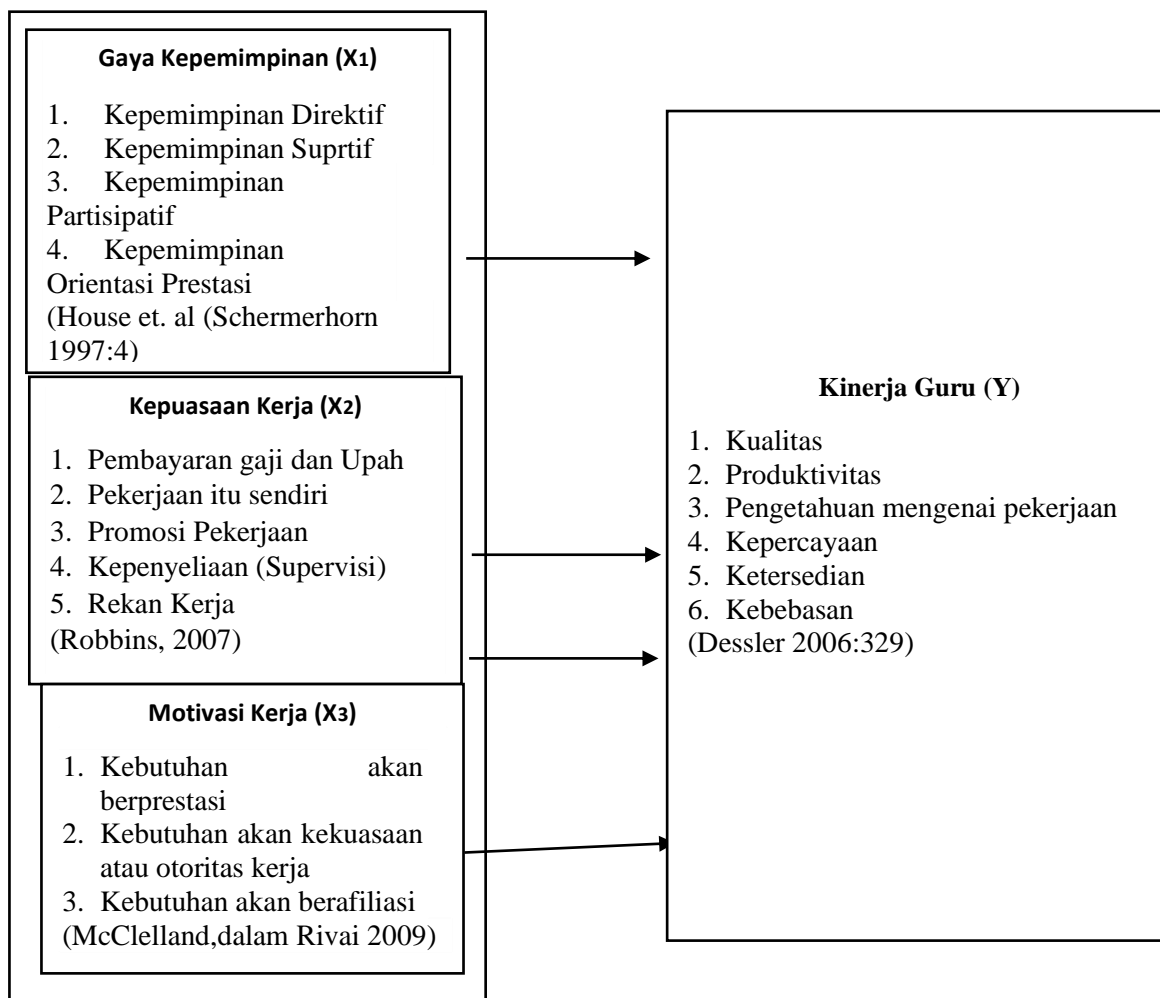 Gaya Kepemimpinan (X1)
1. Kepemimpinan Direktif
2. Kepemimpinan Suprtif
3. Kepemimpinan
Partisipatif
4. Kepemimpinan
Orientasi Prestasi
(House et. al (Schermerhorn
1997:4)
Kepuasaan Kerja (X2)
1. Pembayaran gaji dan Upah
2. Pekerjaan itu sendiri
3. Promosi Pekerjaan
4. Kepenyeliaan (Supervisi)
5. Rekan Kerja
(Robbins, 2007)
Motivasi Kerja (X3)
1. Kebutuhan akan
berprestasi
2. Kebutuhan akan kekuasaan
atau otoritas kerja
3. Kebutuhan akan berafiliasi
(McClelland,dalam Rivai 2009)
Kinerja Guru (Y)
1. Kualitas
2. Produktivitas
3. Pengetahuan mengenai pekerjaan
4. Kepercayaan
5. Ketersedian
6. Kebebasan
(Dessler 2006:329)